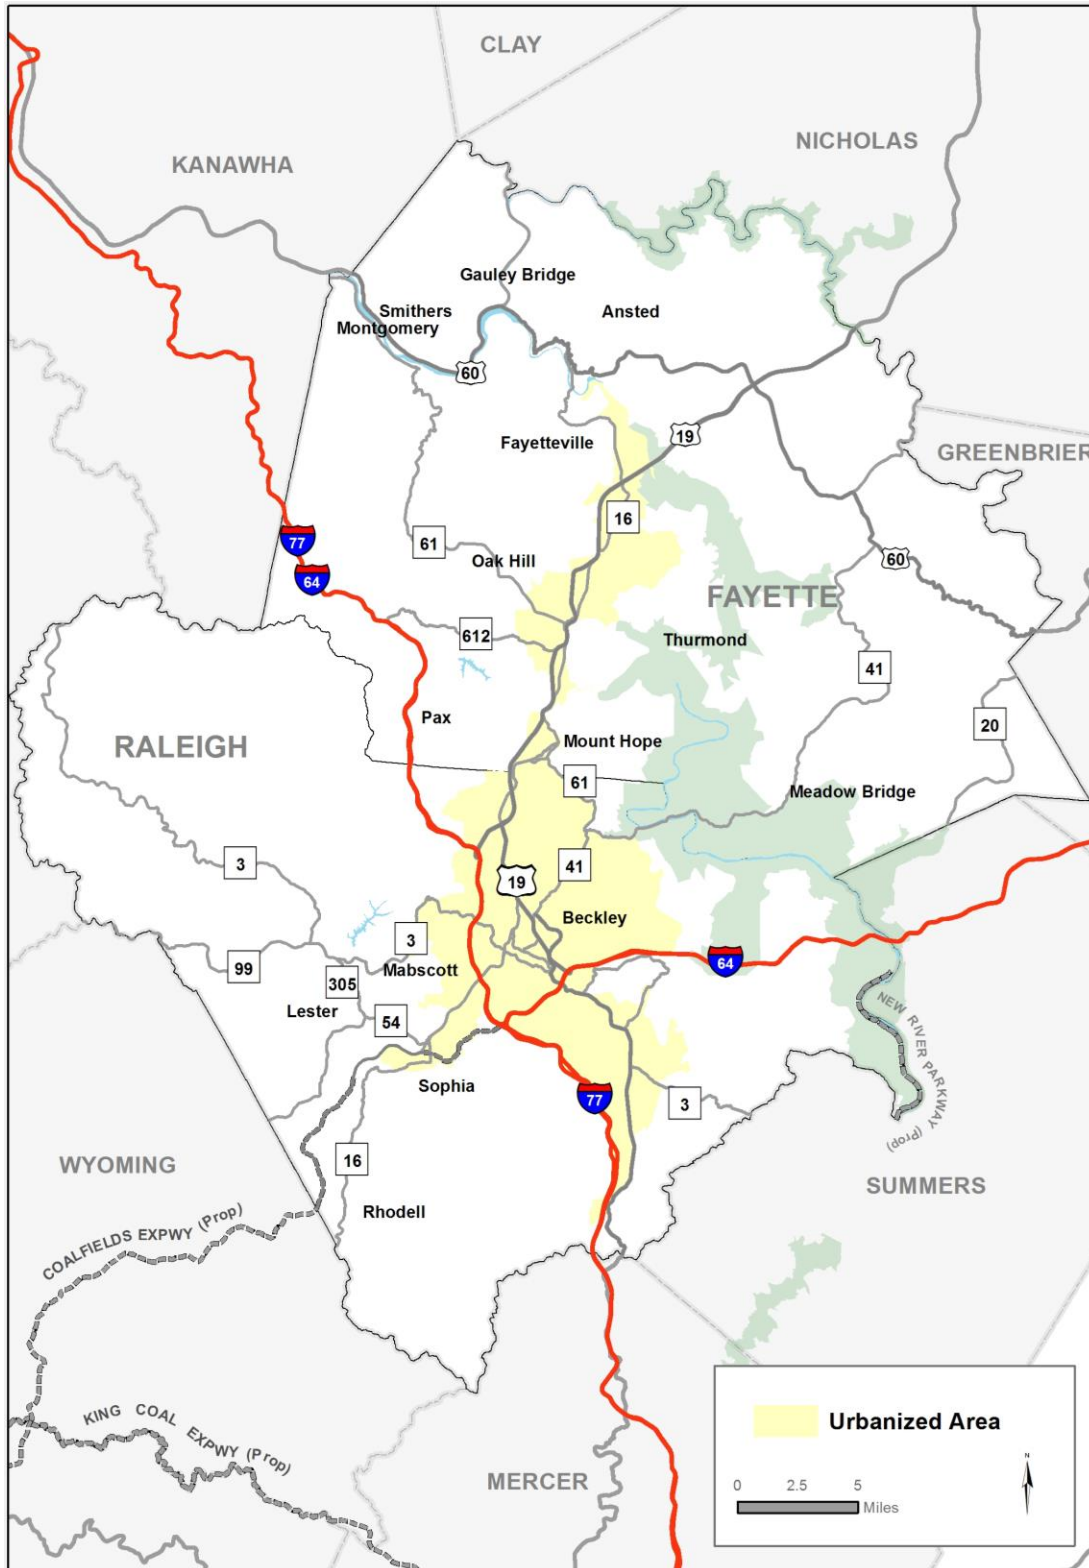 CLAY
NICHOLAS
KANAWHA
Gauley Bridge
Smithers
Ansted
Montgomery
60
19
Fayetteville
GREENBRIER
16
77
61
Oak Hill
60
64
FAYETTE
612
Thurmond
41
Pax
20
RALEIGH
Mount Hope
61
Meadow Bridge
3
41
19
Beckley
3
64
99
Mabscott
305
Lester
54
NEW RIVER PARKWAY (Prop)
Sophia
77
3
16
WYOMING
SUMMERS
Rhodell
COALFIELDS EXPWY (Prop)
KING COAL EXPWY (Prop)
MERCER
Urbanized Area
N
0 2.5 5
Miles